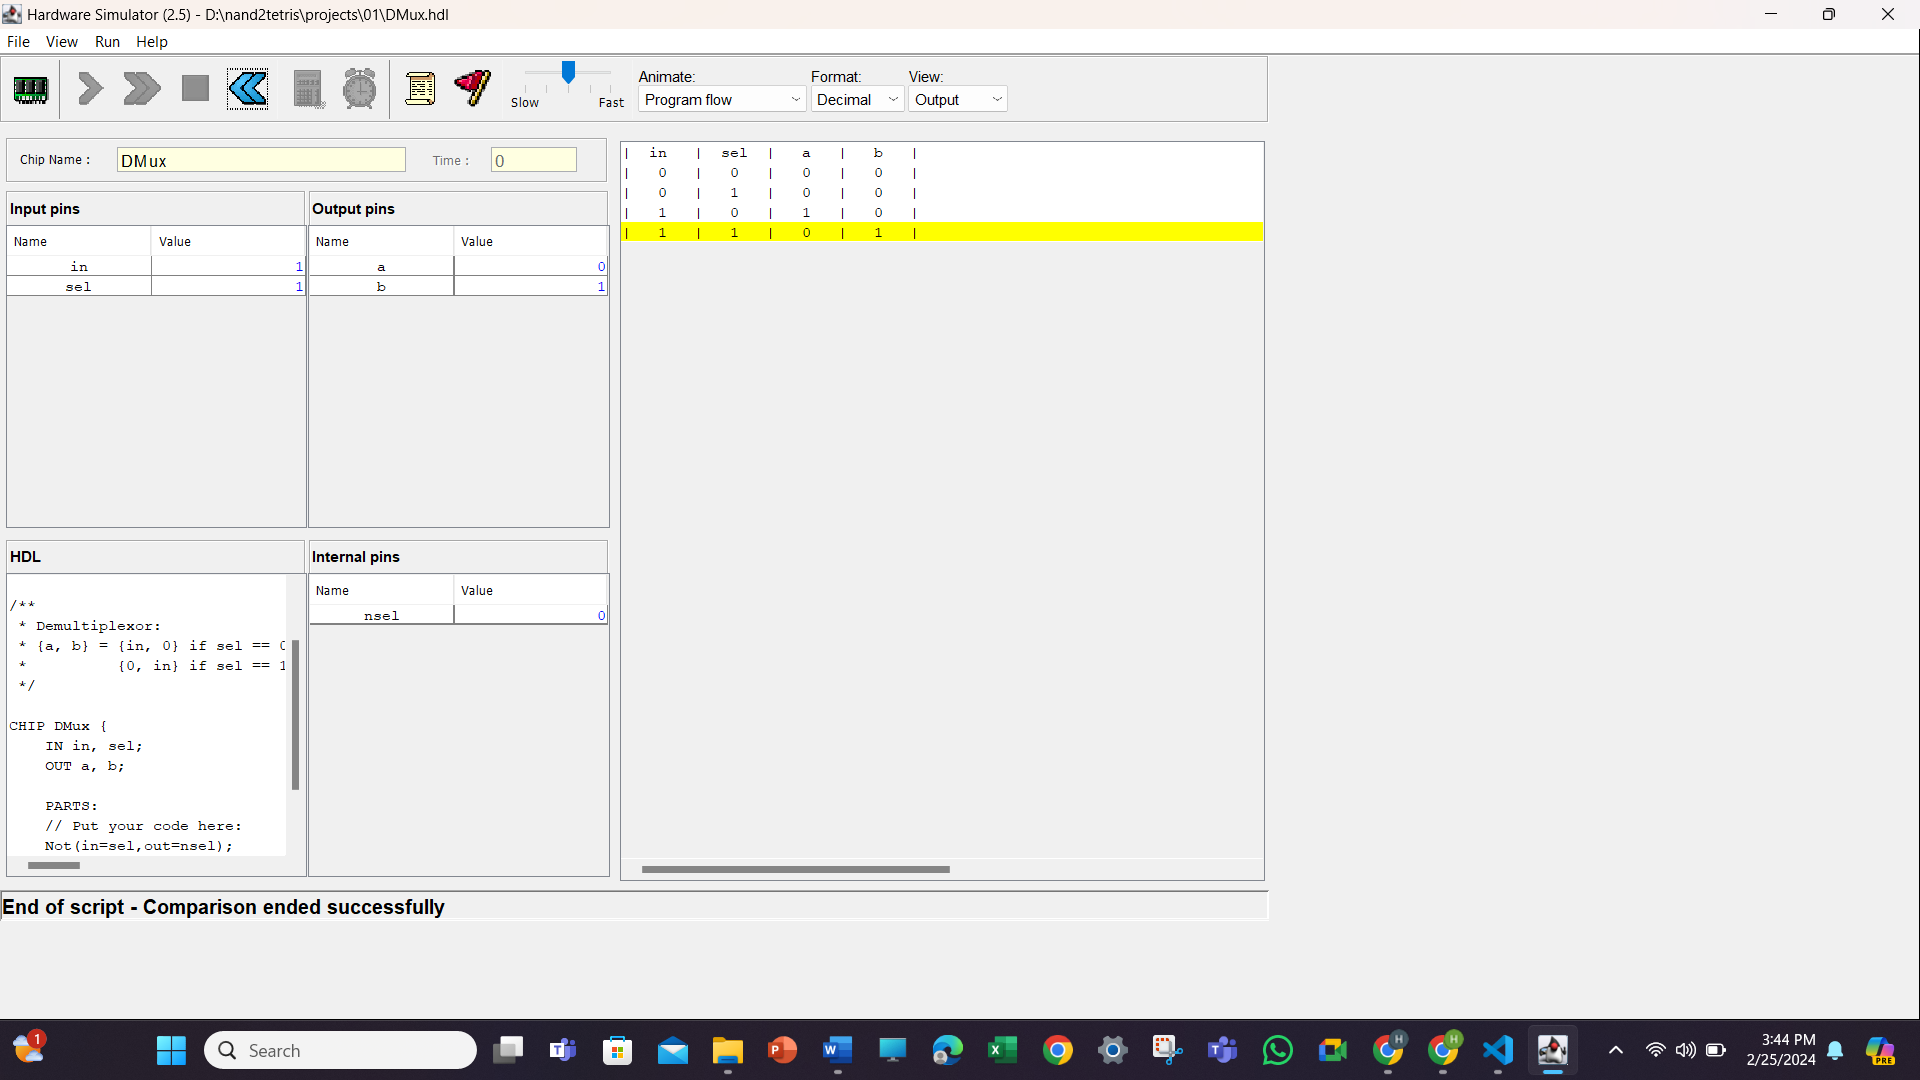 Hardware Simulator (2.5) - D:\nand2tetris\projects\01\DMux.hdl
File View Run Help
Slow Fast
Animate: Format: View:
Program flow Decimal Output
Chip Name : DMux Time : 0
Input pins
Name Value
in 1
sel 1
Output pins
Name Value
a 0
b 1
HDL
/**
* Demultiplexor:
* {a, b} = {in, 0} if sel == 0
* {0, in} if sel == 1
*/
CHIP DMux {
IN in, sel;
OUT a, b;
PARTS:
// Put your code here:
Not(in=sel,out=nsel);
Internal pins
Name Value
nsel 0
| in | sel | a | b |
| 0 | 0 | 0 | 0 |
| 0 | 1 | 0 | 0 |
| 1 | 0 | 1 | 0 |
| 1 | 1 | 0 | 1 |
End of script - Comparison ended successfully
1
Search
T
P
W
X
H
H
PRE
3:44 PM
2/25/2024